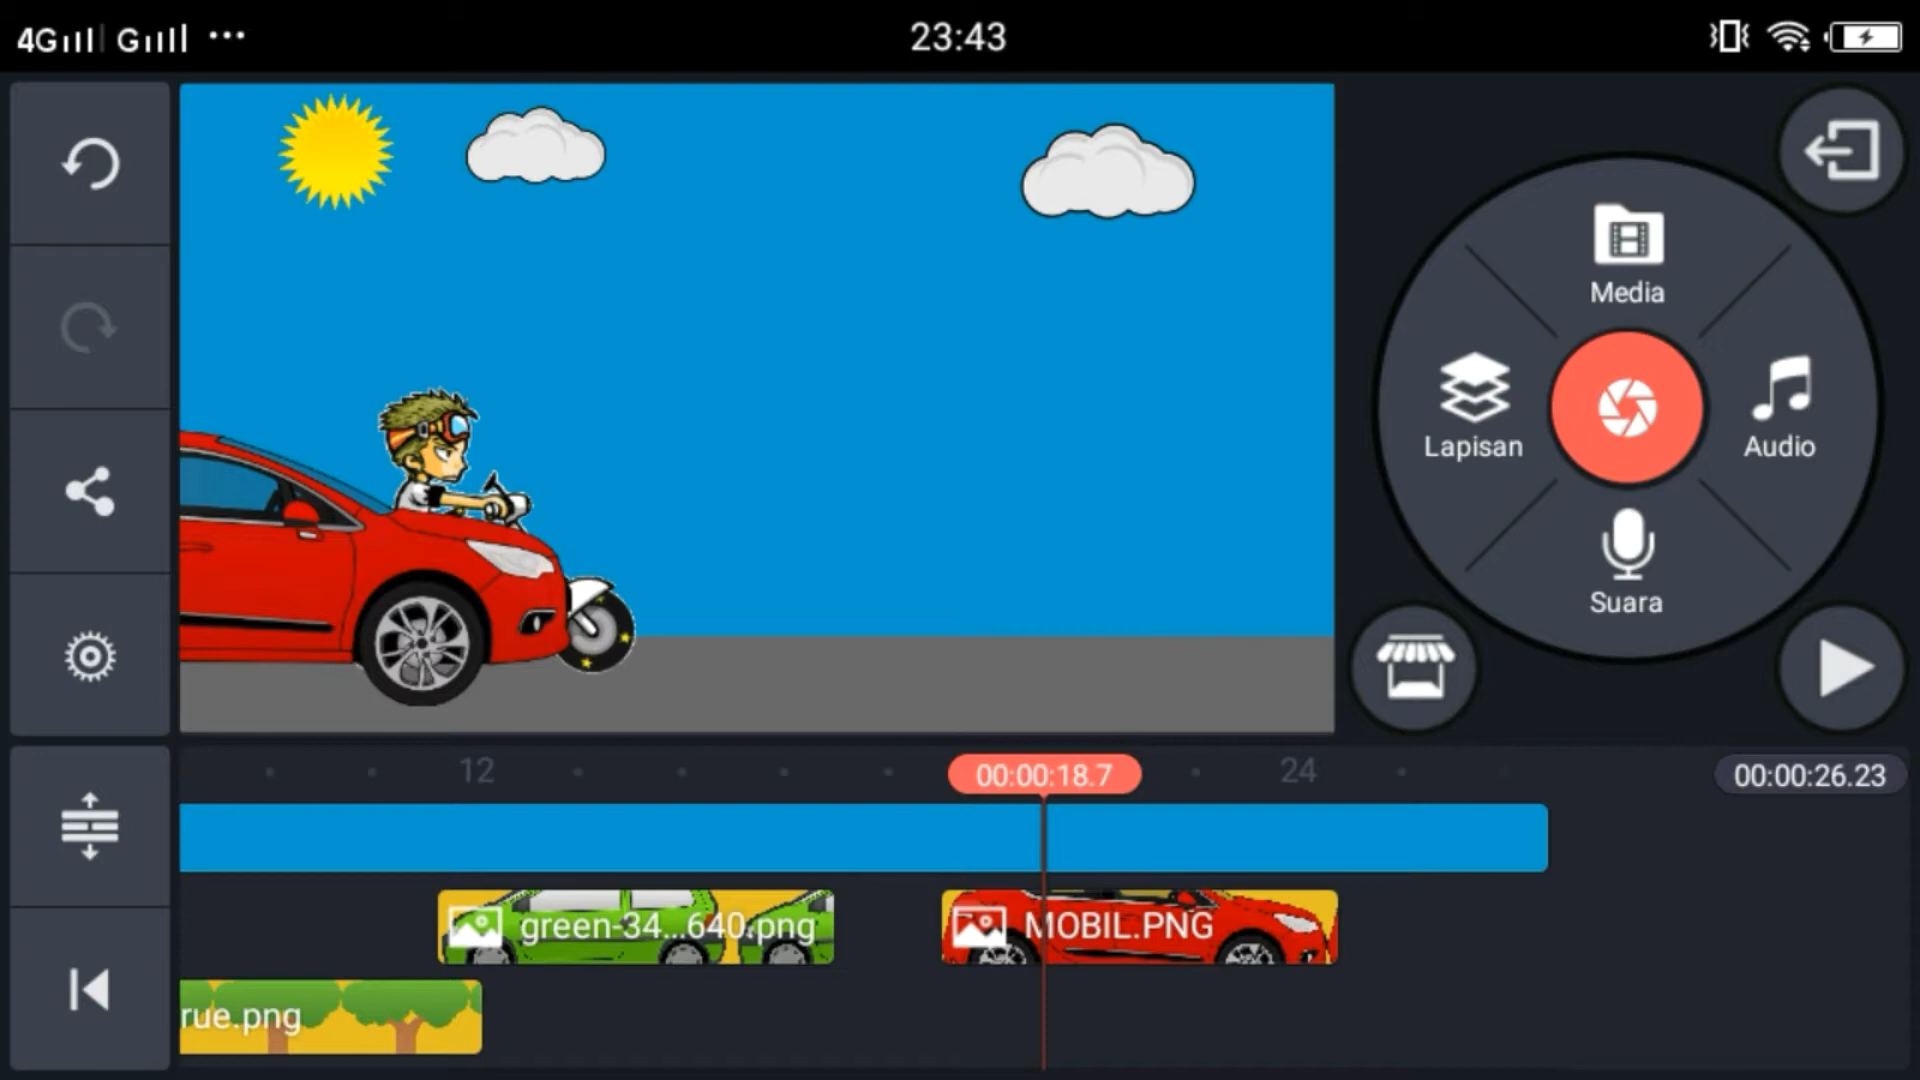 4G G ...
23:43
Media
Lapisan
Audio
Suara
12
00:00:18.7
24
00:00:26.23
green-34...640.png
MOBIL.PNG
rue.png